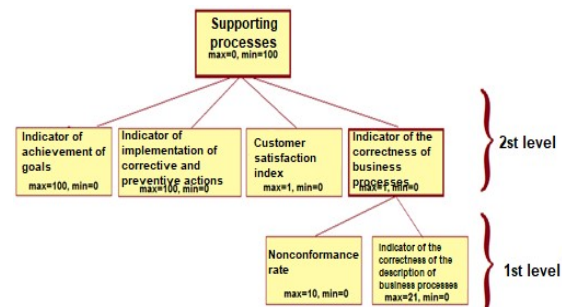 Supporting
processes
max=0, min=100
Indicator of
achievement of
goals
max=100, min=0
Indicator of
implementation of
corrective and
preventive actions
max=100, min=0
Customer
satisfaction
index
max=1, min=0
Indicator of the
correctness of
business
processes
max=1, min=0
2st level
Nonconformance
rate
max=10, min=0
Indicator of the
correctness of the
description of
business processes
max=21, min=0
1st level